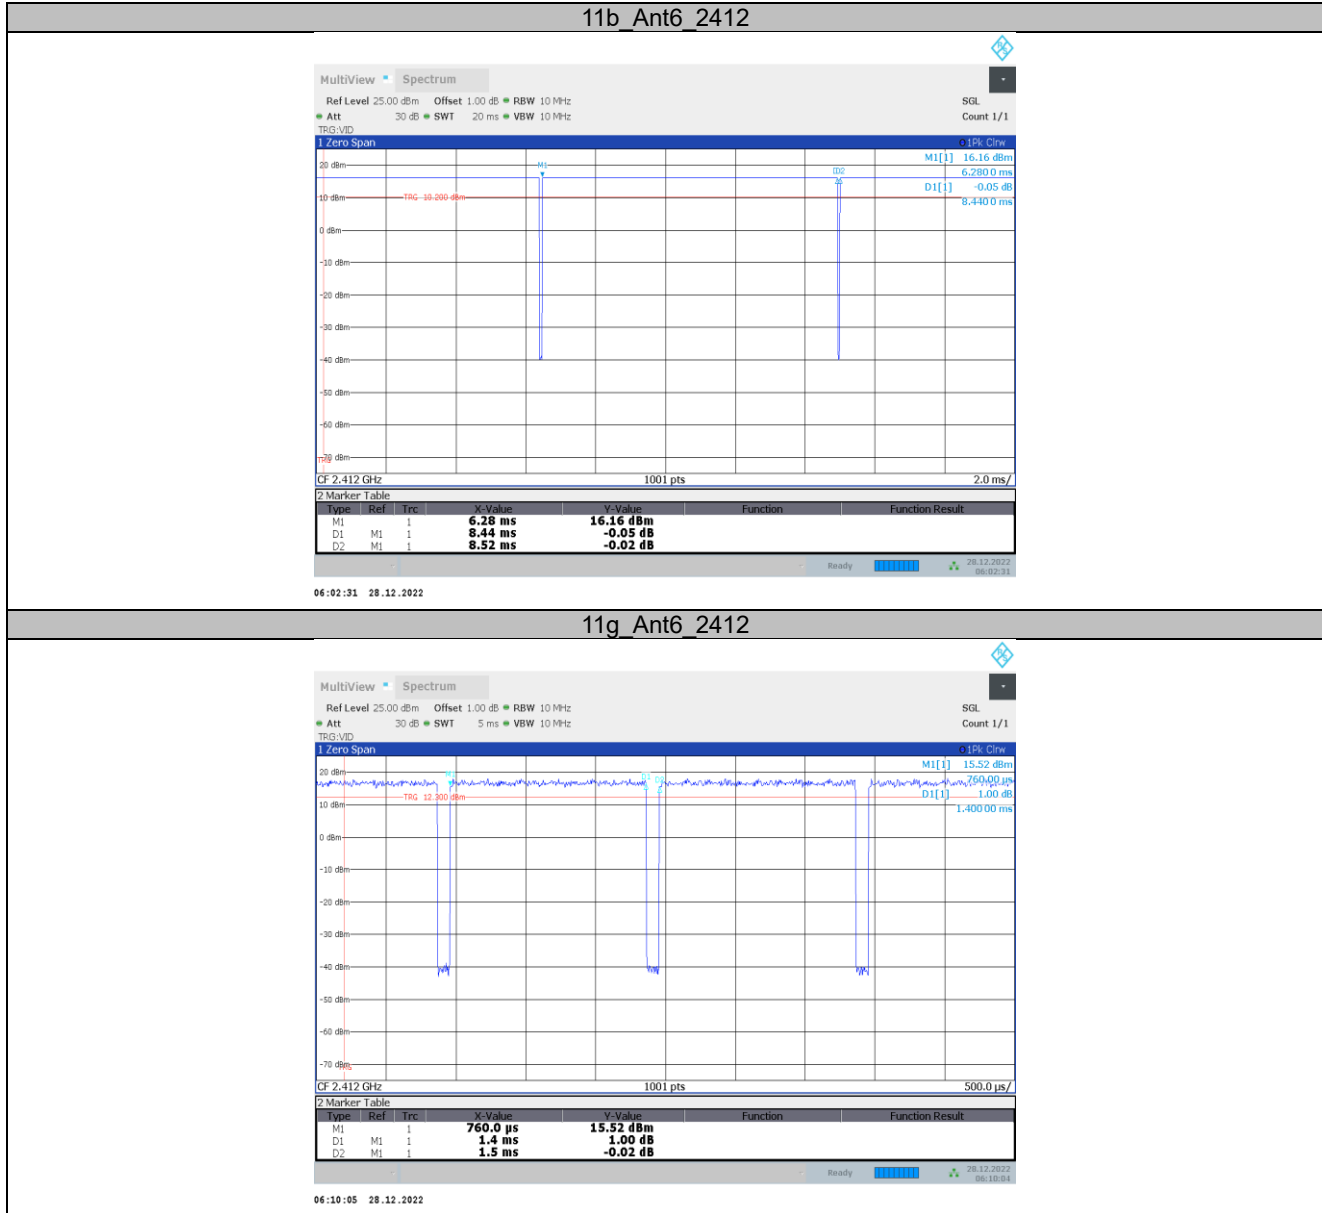 11b_Ant6_2412
MultiView Spectrum
Ref Level 25.00 dBm Offset 1.00 dB RBW 10 MHz SGL
Att 30 dB SWT 20 ms VBW 10 MHz Count 1/1
TRG:VID
1 Zero Span 1Pk Clrw
M1[1] 16.16 dBm
20 dBm M1 D2
6.2800 ms
D1[1] -0.05 dB
10 dBm TRG 10.200 dBm 8.4400 ms
0 dBm
-10 dBm
-20 dBm
-30 dBm
-40 dBm
-50 dBm
-60 dBm
-70 dBm
CF 2.412 GHz 1001 pts 2.0 ms/
2 Marker Table
Type Ref Trc X-Value Y-Value Function Function Result
M1 1 6.28 ms 16.16 dBm
D1 M1 1 8.44 ms -0.05 dB
D2 M1 1 8.52 ms -0.02 dB
Ready 28.12.2022
06:02:31
06:02:31 28.12.2022
11g_Ant6_2412
MultiView Spectrum
Ref Level 25.00 dBm Offset 1.00 dB RBW 10 MHz SGL
Att 30 dB SWT 5 ms VBW 10 MHz Count 1/1
TRG:VID
1 Zero Span 1Pk Clrw
M1[1] 15.52 dBm
20 dBm M1 D1 D2
760.00 µs
D1[1] 1.00 dB
10 dBm TRG 12.300 dBm 1.40000 ms
0 dBm
-10 dBm
-20 dBm
-30 dBm
-40 dBm
-50 dBm
-60 dBm
-70 dBm
CF 2.412 GHz 1001 pts 500.0 µs/
2 Marker Table
Type Ref Trc X-Value Y-Value Function Function Result
M1 1 760.0 µs 15.52 dBm
D1 M1 1 1.4 ms 1.00 dB
D2 M1 1 1.5 ms -0.02 dB
Ready 28.12.2022
06:10:04
06:10:05 28.12.2022